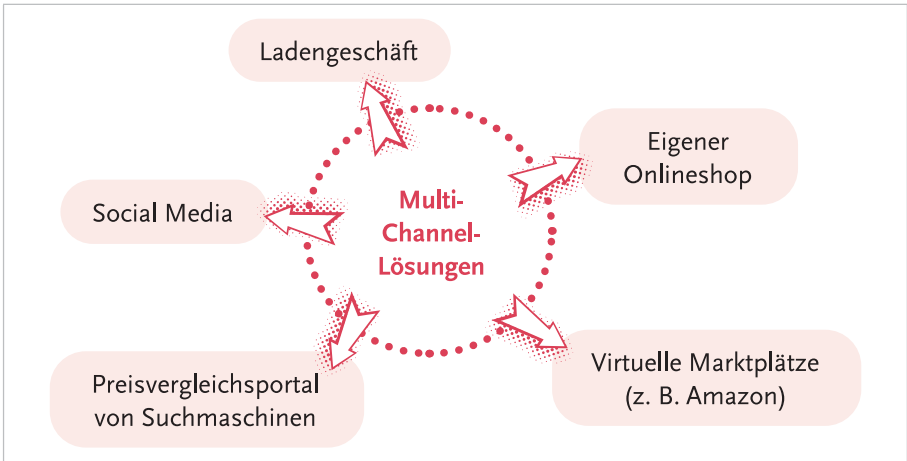 Ladengeschäft
Eigener
Onlineshop
Social Media
Multi-
Channel-
Lösungen
Preisvergleichsportal
von Suchmaschinen
Virtuelle Marktplätze
(z. B. Amazon)